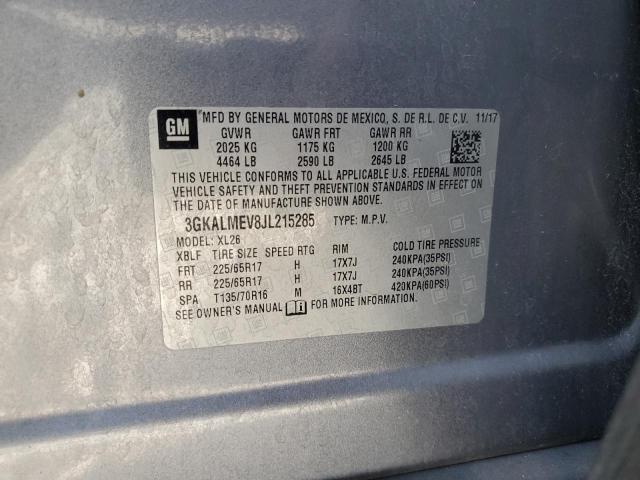 GM MFD BY GENERAL MOTORS DE MEXICO, S. DE R.L. DE C.V. 11/17
GVWR GAWR FRT GAWR RR
2025 KG 1175 KG 1200 KG
4464 LB 2590 LB 2645 LB
THIS VEHICLE CONFORMS TO ALL APPLICABLE U.S. FEDERAL MOTOR
VEHICLE SAFETY AND THEFT PREVENTION STANDARDS IN EFFECT ON
THE DATE OF MANUFACTURE SHOWN ABOVE.
3GKALMEV8JL215285 TYPE: M.P.V.
MODEL: XL26
XBLF TIRE SIZE SPEED RTG RIM COLD TIRE PRESSURE
FRT 225/65R17 H 17X7J 240KPA(35PSI)
RR 225/65R17 H 17X7J 240KPA(35PSI)
SPA T135/70R16 M 16X4BT 420KPA(60PSI)
SEE OWNER'S MANUAL FOR MORE INFORMATION.